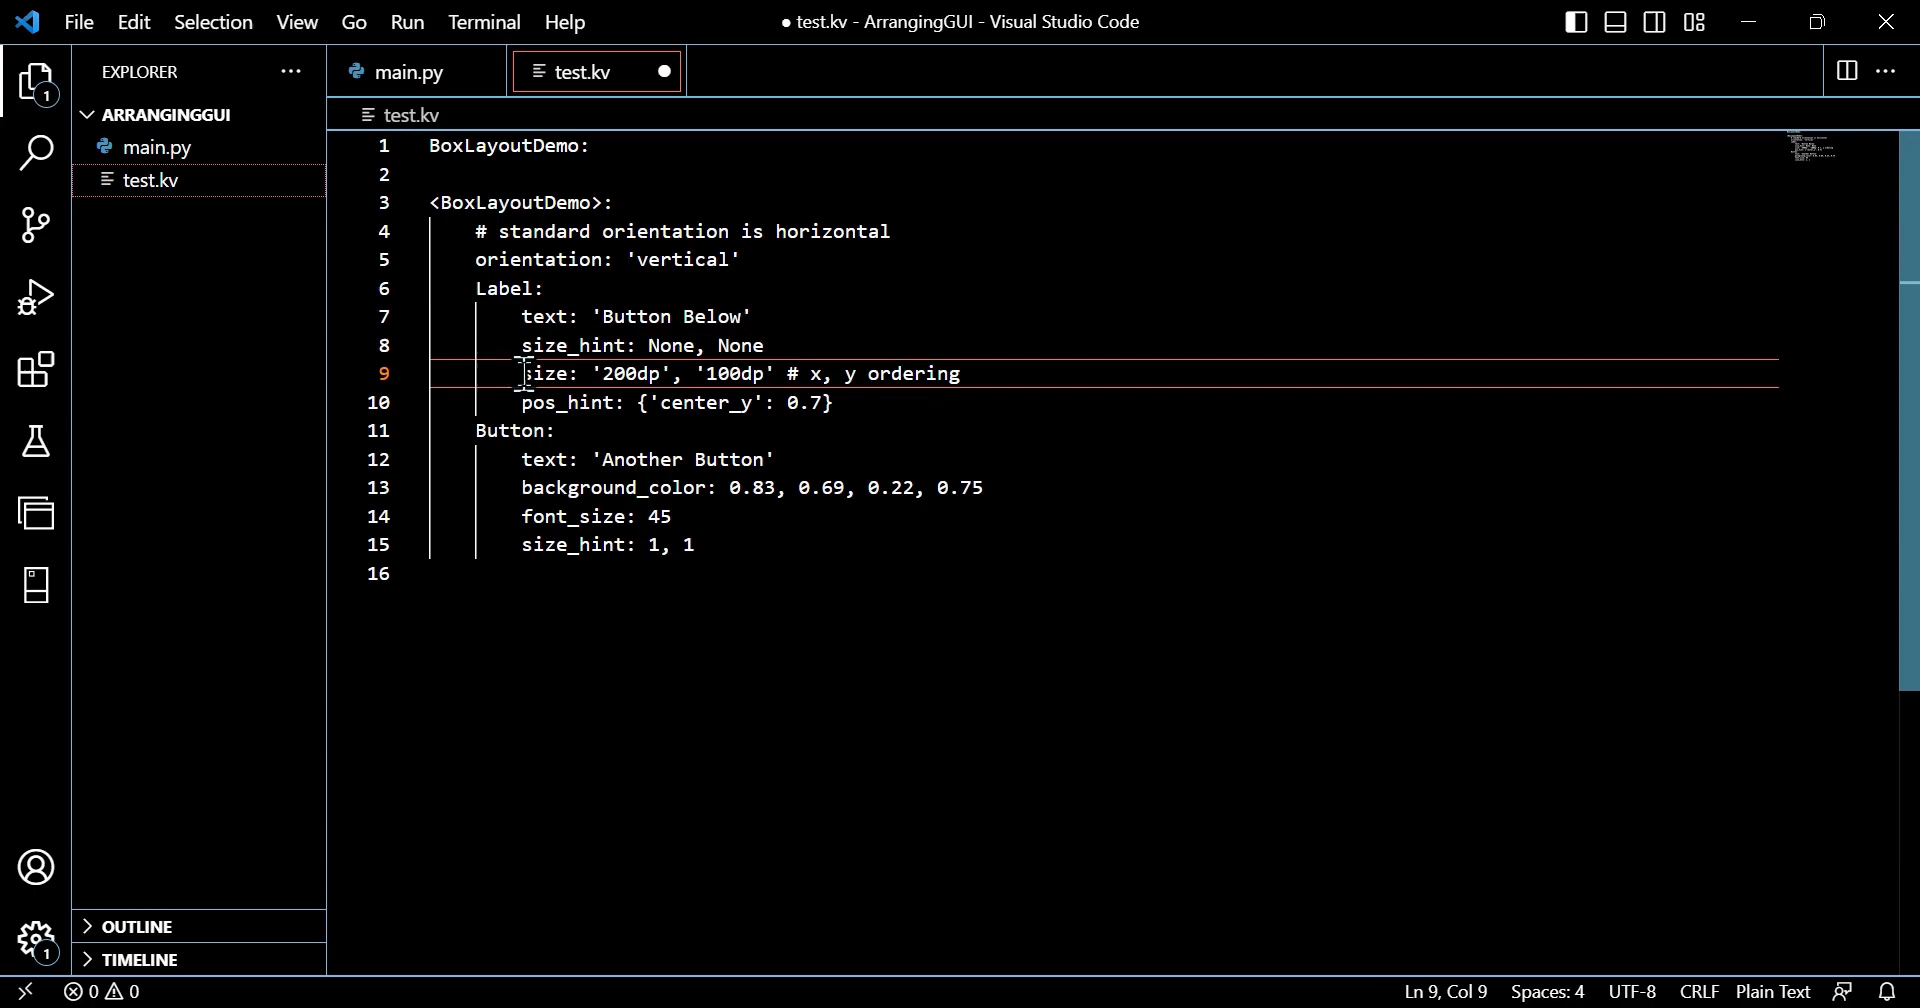 File Edit Selection View Go Run Terminal Help
● test.kv - ArrangingGUI - Visual Studio Code
EXPLORER
1
ARRANGINGGUI
main.py
test.kv
OUTLINE
TIMELINE
1
main.py
test.kv
test.kv
1 BoxLayoutDemo:
2
3 <BoxLayoutDemo>:
4 # standard orientation is horizontal
5 orientation: 'vertical'
6 Label:
7 text: 'Button Below'
8 size_hint: None, None
9 size: '200dp', '100dp' # x, y ordering
10 pos_hint: {'center_y': 0.7}
11 Button:
12 text: 'Another Button'
13 background_color: 0.83, 0.69, 0.22, 0.75
14 font_size: 45
15 size_hint: 1, 1
16
0 0
Ln 9, Col 9 Spaces: 4 UTF-8 CRLF Plain Text